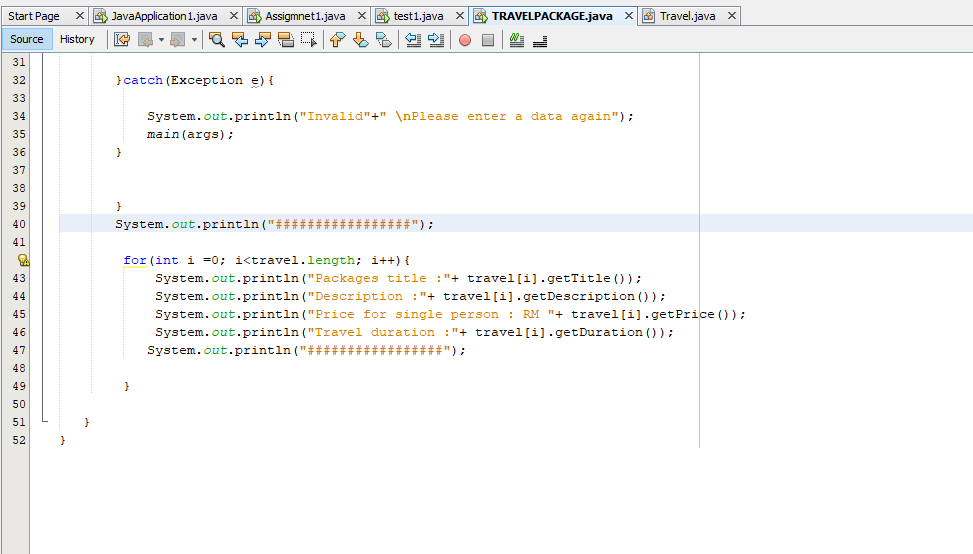 Start Page JavaApplication1.java Assigmnet1.java test1.java TRAVELPACKAGE.java Travel.java
Source History
31
32 }catch(Exception e){
33
34 System.out.println("Invalid"+" \nPlease enter a data again");
35 main(args);
36 }
37
38
39 }
40 System.out.println("#################");
41
for(int i =0; i<travel.length; i++){
43 System.out.println("Packages title :"+ travel[i].getTitle());
44 System.out.println("Description :"+ travel[i].getDescription());
45 System.out.println("Price for single person : RM "+ travel[i].getPrice());
46 System.out.println("Travel duration :"+ travel[i].getDuration());
47 System.out.println("#################");
48
49 }
50
51 }
52 }